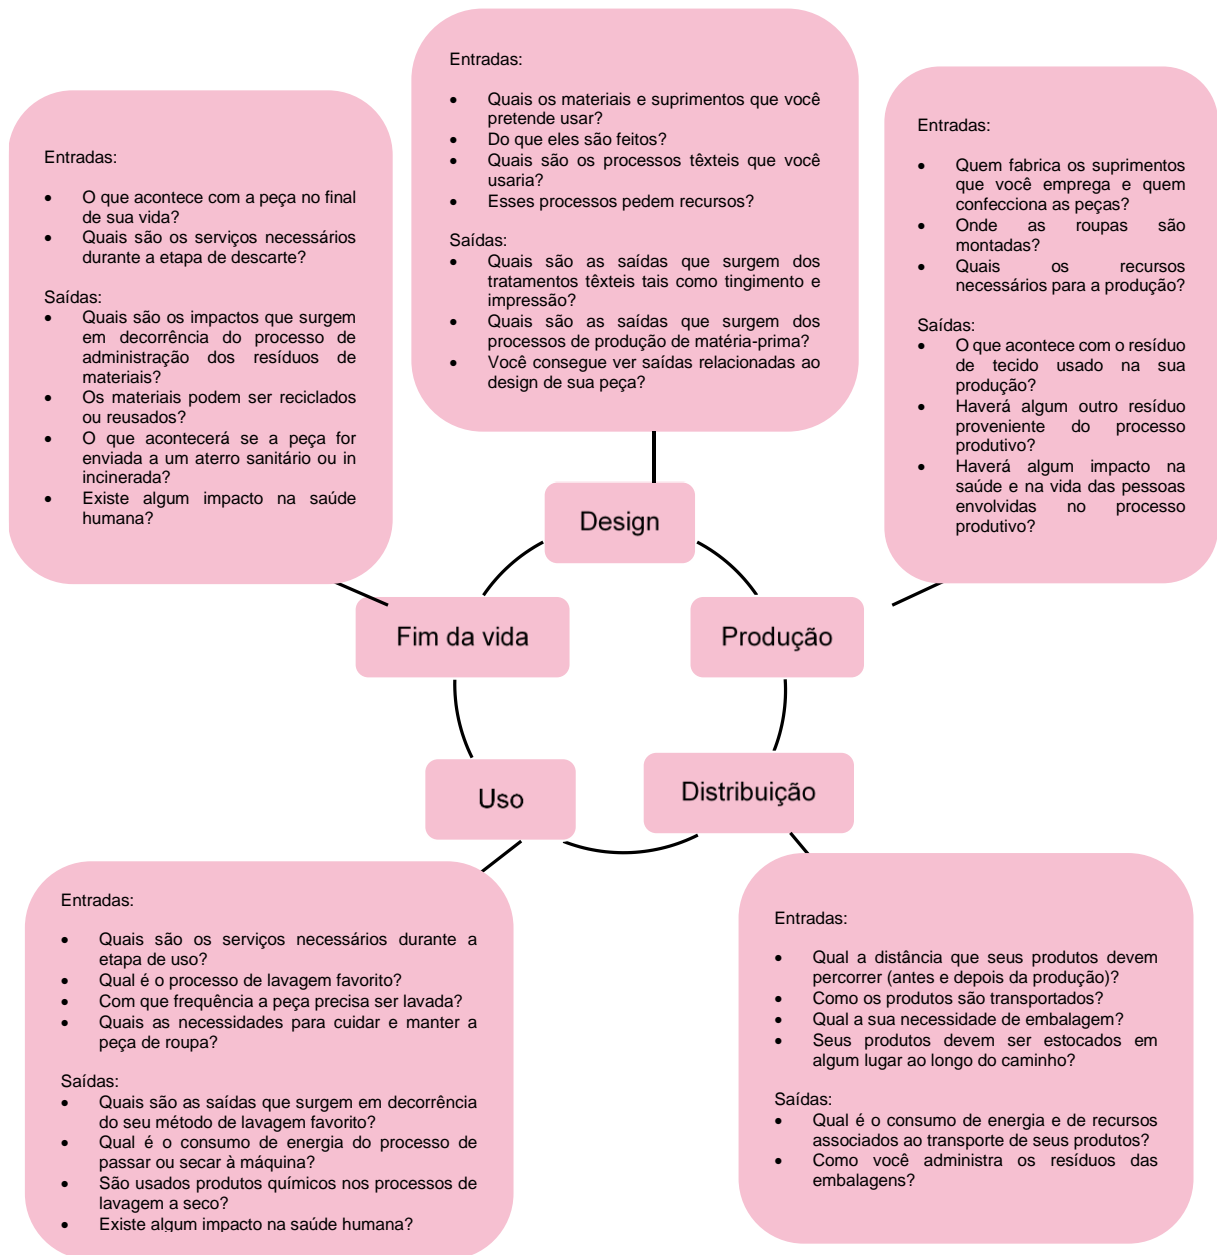 Entradas:
• Quais os materiais e suprimentos que você
pretende usar?
• Do que eles são feitos?
• Quais são os processos têxteis que você
usaria?
• Esses processos pedem recursos?
Saídas:
• Quais são as saídas que surgem dos
tratamentos têxteis tais como tingimento e
impressão?
• Quais são as saídas que surgem dos
processos de produção de matéria-prima?
• Você consegue ver saídas relacionadas ao
design de sua peça?
Entradas:
• O que acontece com a peça no final
de sua vida?
• Quais são os serviços necessários
durante a etapa de descarte?
Saídas:
• Quais são os impactos que surgem
em decorrência do processo de
administração dos resíduos de
materiais?
• Os materiais podem ser reciclados
ou reusados?
• O que acontecerá se a peça for
enviada a um aterro sanitário ou in
incinerada?
• Existe algum impacto na saúde
humana?
Entradas:
• Quem fabrica os suprimentos
que você emprega e quem
confecciona as peças?
• Onde as roupas são
montadas?
• Quais os recursos
necessários para a produção?
Saídas:
• O que acontece com o resíduo
de tecido usado na sua
produção?
• Haverá algum outro resíduo
proveniente do processo
produtivo?
• Haverá algum impacto na
saúde e na vida das pessoas
envolvidas no processo
produtivo?
Design
Fim da vida
Produção
Uso
Distribuição
Entradas:
• Quais são os serviços necessários durante a
etapa de uso?
• Qual é o processo de lavagem favorito?
• Com que frequência a peça precisa ser lavada?
• Quais as necessidades para cuidar e manter a
peça de roupa?
Saídas:
• Quais são as saídas que surgem em decorrência
do seu método de lavagem favorito?
• Qual é o consumo de energia do processo de
passar ou secar à máquina?
• São usados produtos químicos nos processos de
lavagem a seco?
• Existe algum impacto na saúde humana?
Entradas:
• Qual a distância que seus produtos devem
percorrer (antes e depois da produção)?
• Como os produtos são transportados?
• Qual a sua necessidade de embalagem?
• Seus produtos devem ser estocados em
algum lugar ao longo do caminho?
Saídas:
• Qual é o consumo de energia e de recursos
associados ao transporte de seus produtos?
• Como você administra os resíduos das
embalagens?